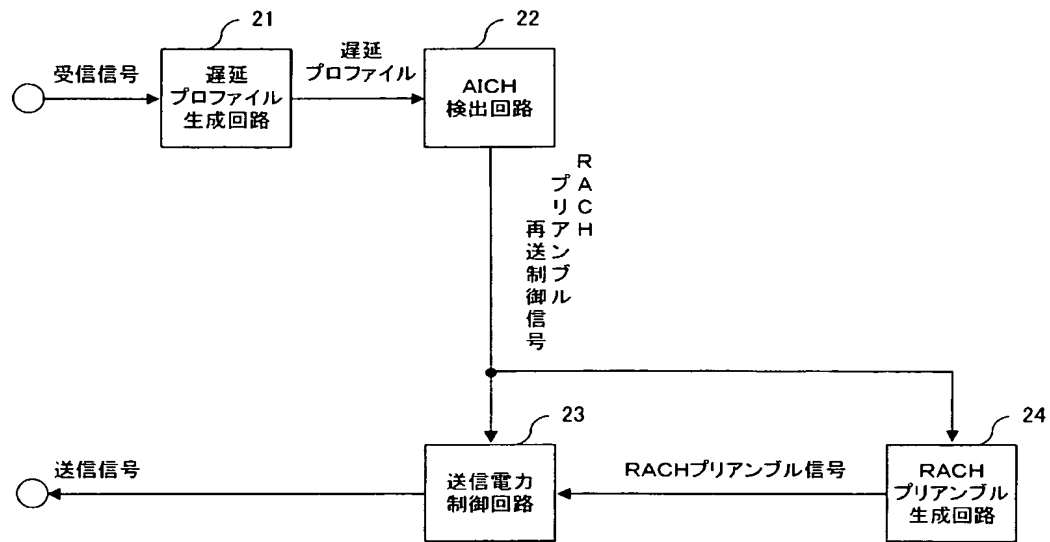 21
22
受信信号
遅延
プロファイル
生成回路
遅延
プロファイル
AICH
検出回路
RACH
プリアンブル
再送制御信号
23
24
送信信号
送信電力
制御回路
RACHプリアンブル信号
RACH
プリアンブル
生成回路